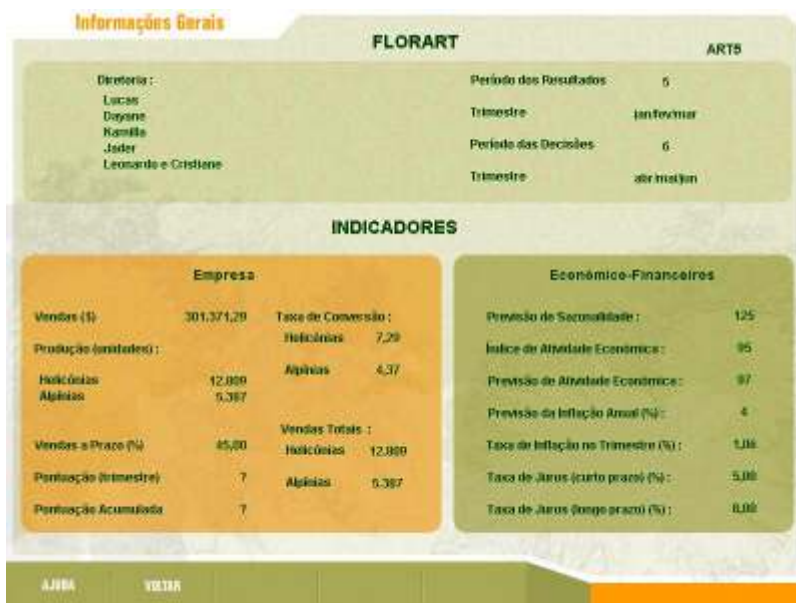 Informações Gerais
FLORART
ART5
Diretoria :
Lucas
Dayane
Kamilla
Jader
Leonardo e Cristiane
Período dos Resultados 5
Trimestre jan/fev/mar
Período das Decisões 6
Trimestre abr/mai/jun
INDICADORES
Empresa
Vendas ($) 301.371,29
Produção (unidades) :
Helicônias 12.809
Alpínias 5.387
Vendas a Prazo (%) 45,00
Pontuação (trimestre) 7
Pontuação Acumulada 7
Taxa de Conversão :
Helicônias 7,29
Alpínias 4,37
Vendas Totais :
Helicônias 12.809
Alpínias 5.387
Econômico-Financeiros
Previsão de Sazonalidade : 125
Índice de Atividade Econômica : 95
Previsão de Atividade Econômica : 97
Previsão da Inflação Anual (%) : 4
Taxa de Inflação no Trimestre (%) :
Taxa de Juros (curto prazo) (%) : 5,00
Taxa de Juros (longo prazo) (%) : 8,00
AJUDA
VOLTAR